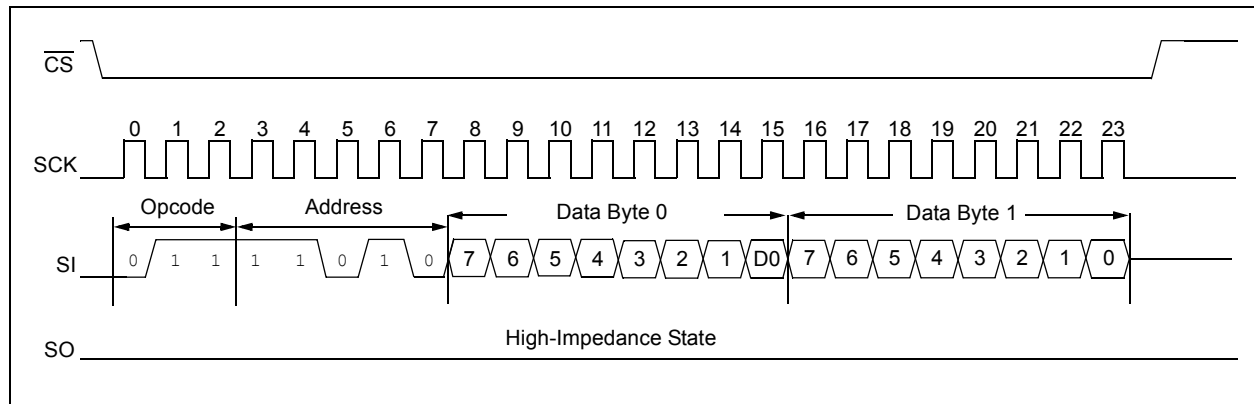 CS
0 1 2 3 4 5 6 7 8 9 10 11 12 13 14 15 16 17 18 19 20 21 22 23
SCK
Opcode Address Data Byte 0 Data Byte 1
SI 0 1 1 1 1 0 1 0 7 6 5 4 3 2 1 D0 7 6 5 4 3 2 1 0
High-Impedance State
SO